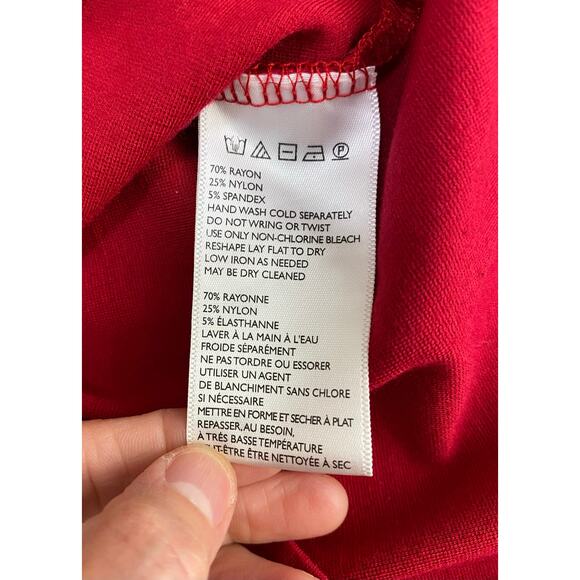 P
70% RAYON
25% NYLON
5% SPANDEX
HAND WASH COLD SEPARATELY
DO NOT WRING OR TWIST
USE ONLY NON-CHLORINE BLEACH
RESHAPE LAY FLAT TO DRY
LOW IRON AS NEEDED
MAY BE DRY CLEANED
70% RAYONNE
25% NYLON
5% ÉLASTHANNE
LAVER À LA MAIN À L'EAU
FROIDE SÉPARÉMENT
NE PAS TORDRE OU ESSORER
UTILISER UN AGENT
DE BLANCHIMENT SANS CHLORE
SI NÉCESSAIRE
METTRE EN FORME ET SECHER À PLAT
REPASSER, AU BESOIN,
À TRÉS BASSE TEMPÉRATURE
NETTOYÉE À SEC